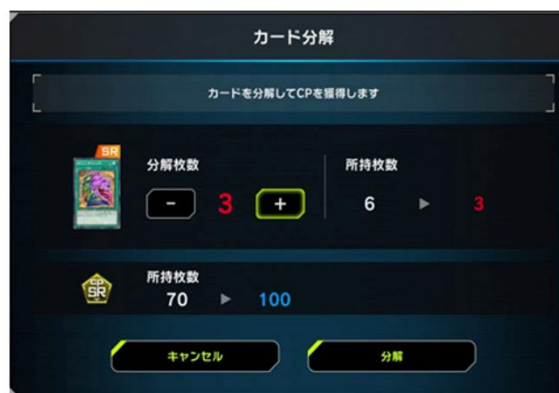 カード分解
カードを分解してCPを獲得します
SR
分解枚数
所持枚数
- 3 +
6 ▶ 3
CP
SR
所持枚数
70 ▶ 100
キャンセル
分解